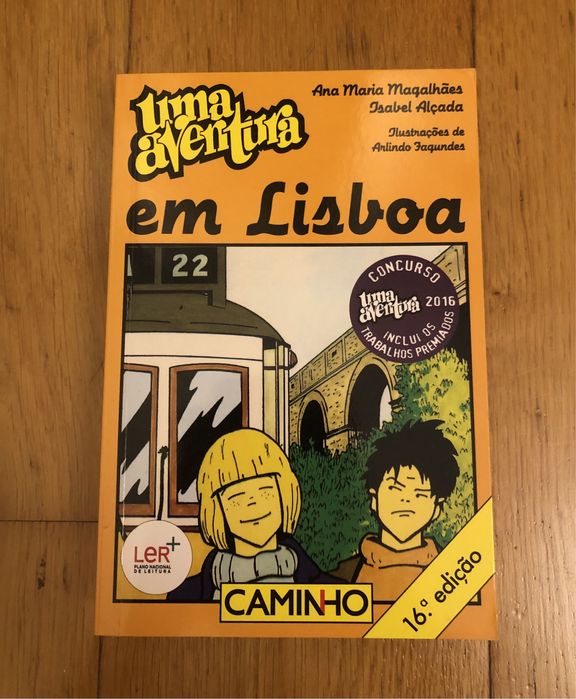 uma
aventura
Ana Maria Magalhães
Isabel Alçada
Ilustrações de
Arlindo Fagundes
em Lisboa
22
CONCURSO
uma
aventura
2016
INCLUI OS
TRABALHOS PREMIADOS
LeR+
PLANO NACIONAL
DE LEITURA
CAMINHO
16.ª edição